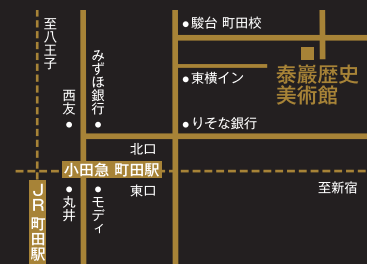 至八王子
みずほ銀行
西友
駿台 町田校
東横イン
泰巖歴史
美術館
りそな銀行
北口
小田急 町田駅
東口
至新宿
丸井
モディ
JR 町田駅